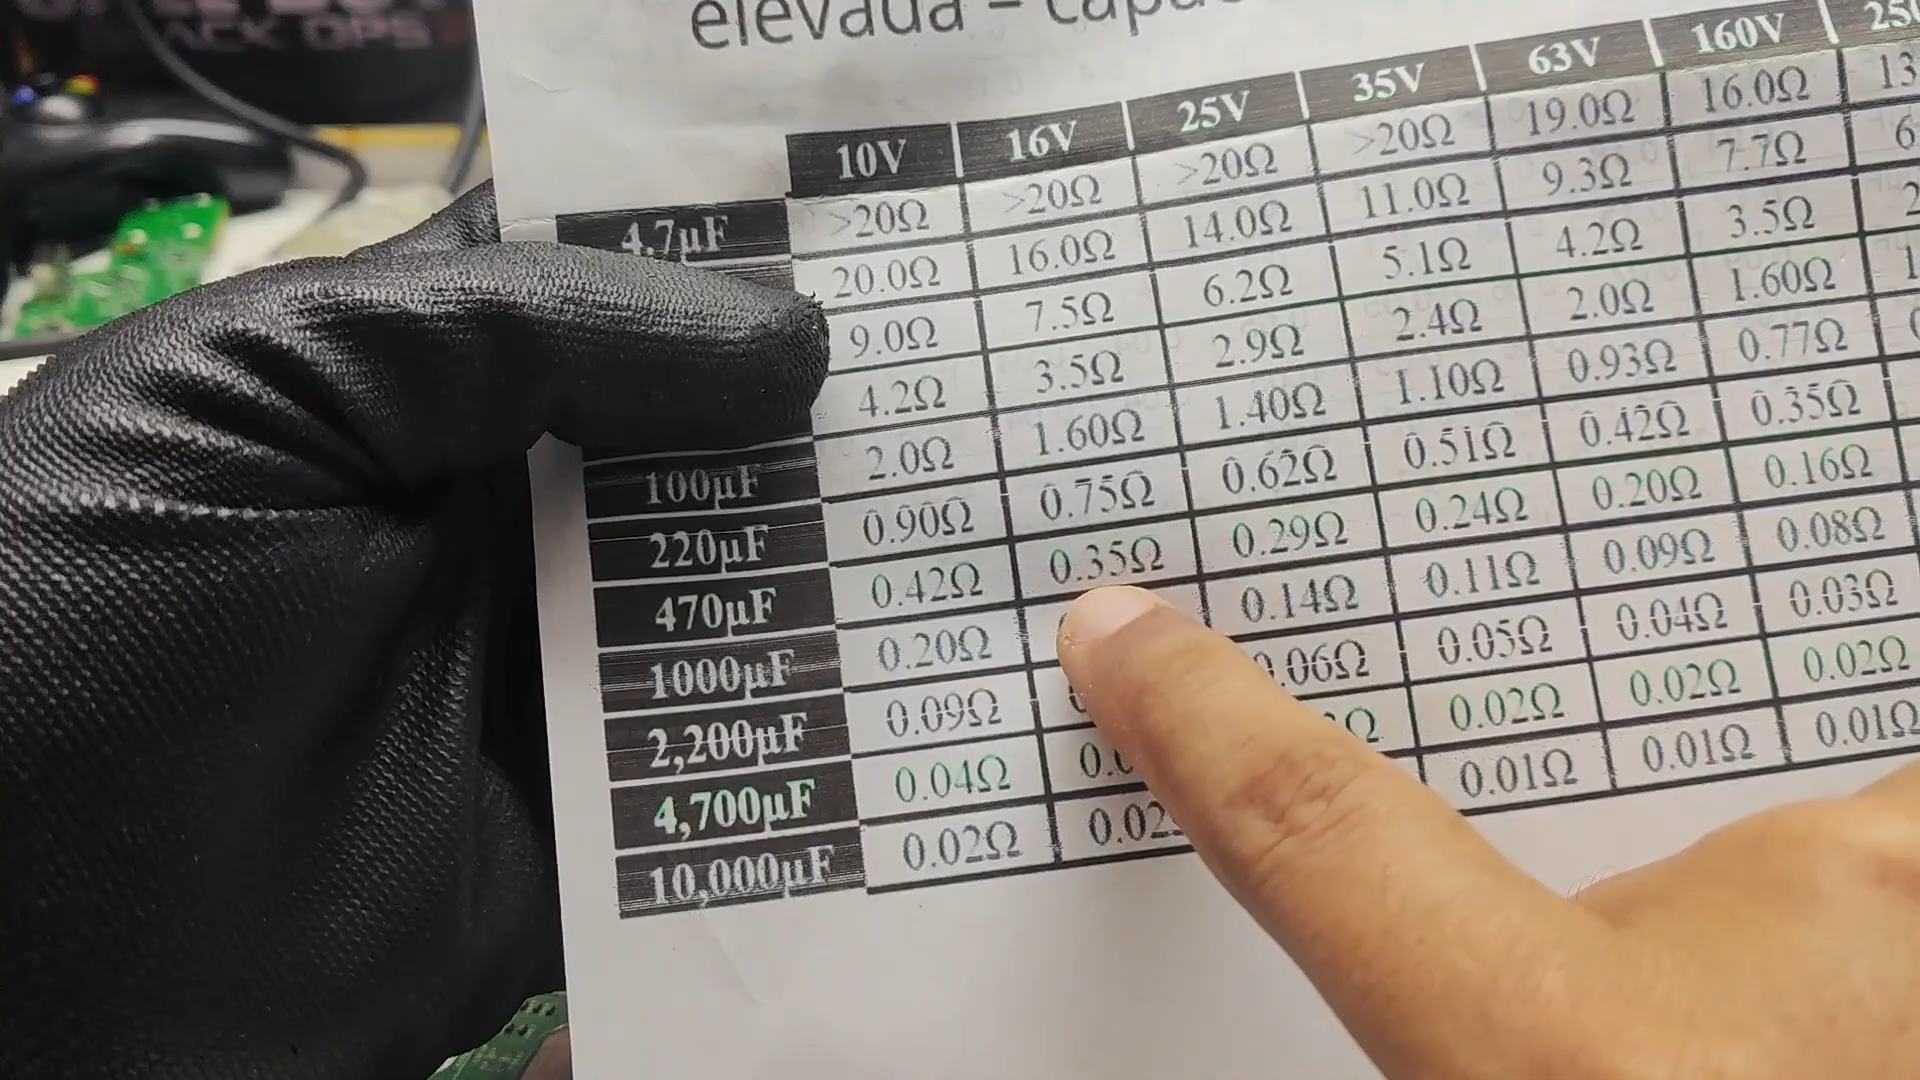 BLACK OPS
elevada –
10V 16V 25V 35V 63V 160V
4.7µF >20Ω >20Ω >20Ω >20Ω 19.0Ω 16.0Ω
20.0Ω 16.0Ω 14.0Ω 11.0Ω 9.3Ω 7.7Ω
9.0Ω 7.5Ω 6.2Ω 5.1Ω 4.2Ω 3.5Ω
4.2Ω 3.5Ω 2.9Ω 2.4Ω 2.0Ω 1.60Ω
100µF 2.0Ω 1.60Ω 1.40Ω 1.10Ω 0.93Ω 0.77Ω
220µF 0.90Ω 0.75Ω 0.62Ω 0.51Ω 0.42Ω 0.35Ω
470µF 0.42Ω 0.35Ω 0.29Ω 0.24Ω 0.20Ω 0.16Ω
1000µF 0.20Ω 0.14Ω 0.11Ω 0.09Ω 0.08Ω
2,200µF 0.09Ω 0.06Ω 0.05Ω 0.04Ω 0.03Ω
4,700µF 0.04Ω 0.02Ω 0.02Ω 0.02Ω
10,000µF 0.02Ω 0.02 0.01Ω 0.01Ω 0.01Ω